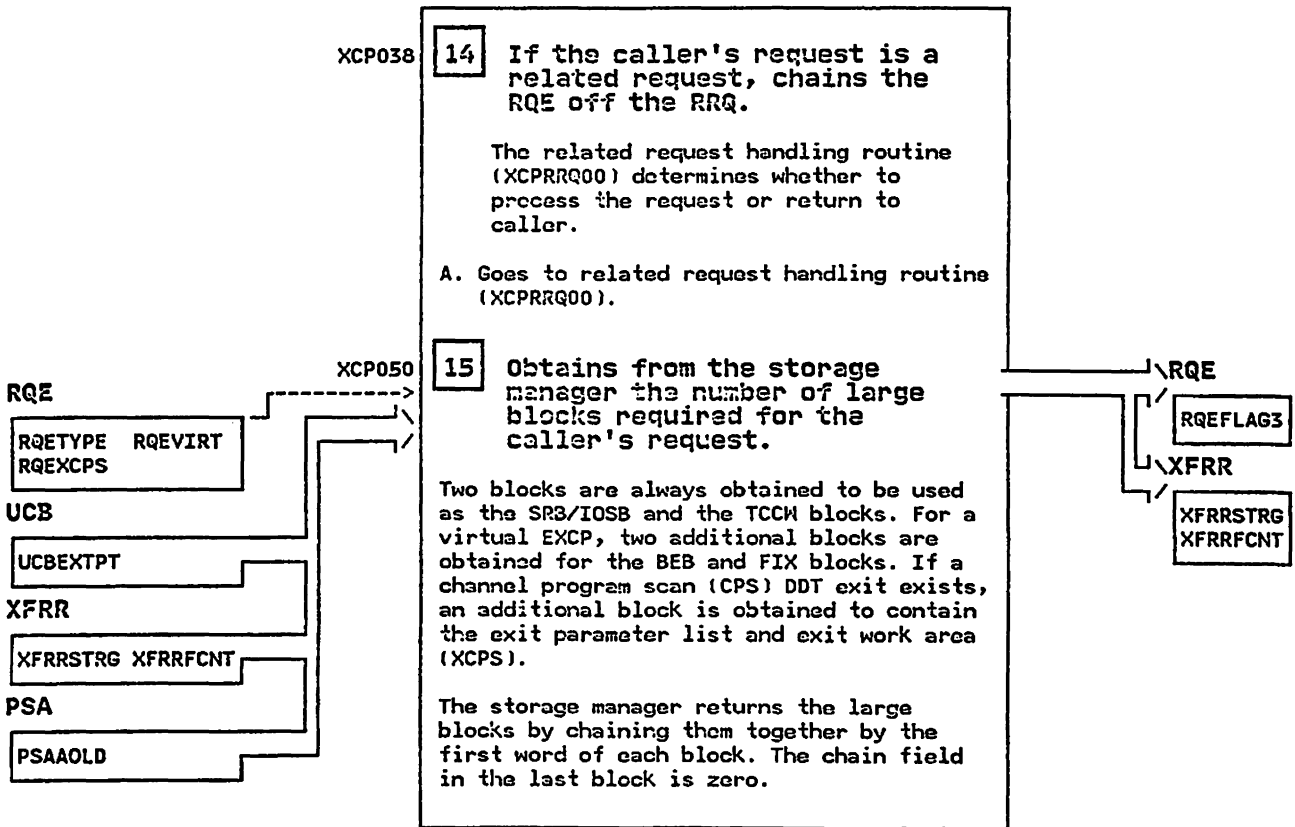 XCP038
14 If the caller's request is a
related request, chains the
RQE off the RRQ.
The related request handling routine
(XCPRRQ00) determines whether to
process the request or return to
caller.
A. Goes to related request handling routine
(XCPRRQ00).
XCP050
15 Obtains from the storage
manager the number of large
blocks required for the
caller's request.
Two blocks are always obtained to be used
as the SRB/IOSB and the TCCW blocks. For a
virtual EXCP, two additional blocks are
obtained for the BEB and FIX blocks. If a
channel program scan (CPS) DDT exit exists,
an additional block is obtained to contain
the exit parameter list and exit work area
(XCPS).
The storage manager returns the large
blocks by chaining them together by the
first word of each block. The chain field
in the last block is zero.
RQE
RQETYPE RQEVIRT
RQEXCPS
UCB
UCBEXTPT
XFRR
XFRRSTRG XFRRFCNT
PSA
PSAAOLD
RQE
RQEFLAG3
XFRR
XFRRSTRG
XFRRFCNT